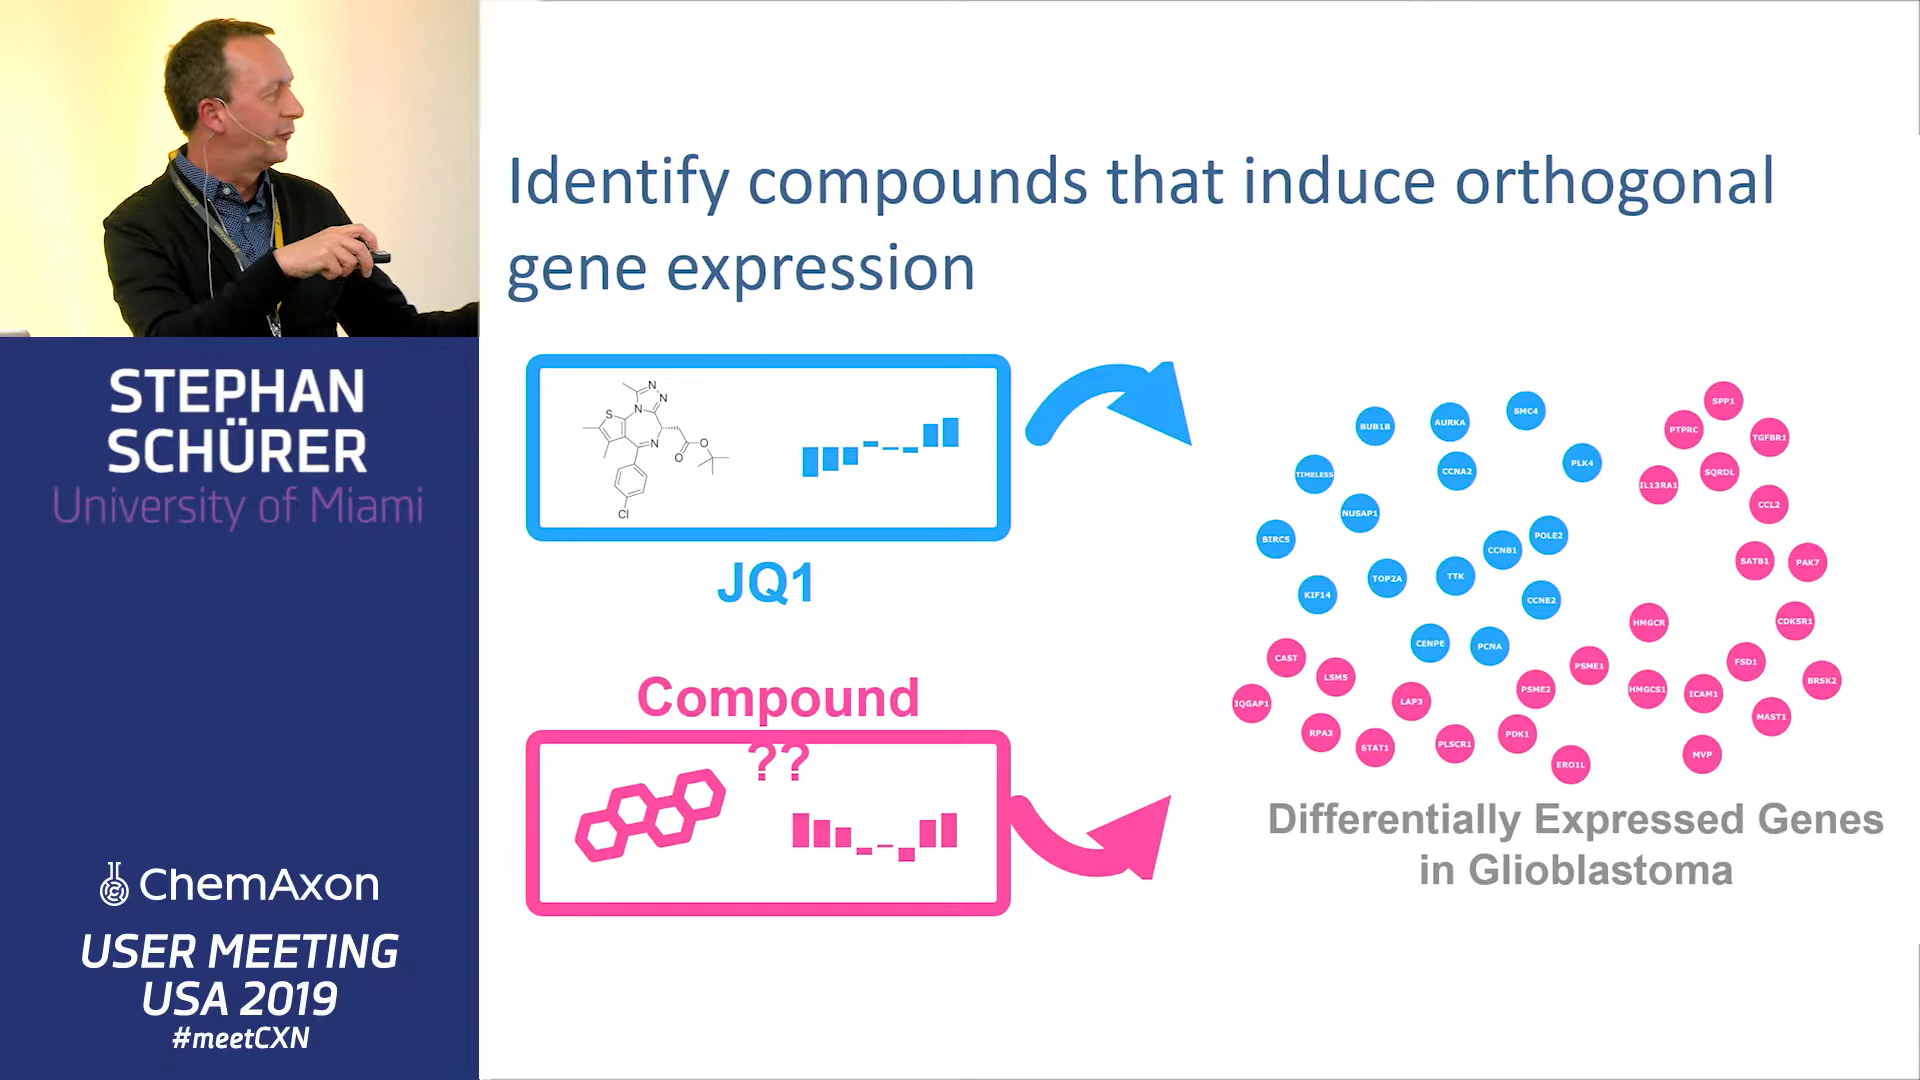 STEPHAN
SCHÜRER
University of Miami
ChemAxon
USER MEETING
USA 2019
#meetCXN
Identify compounds that induce orthogonal
gene expression
S
N
N
N
N
O
O
Cl
JQ1
Compound
??
BUB1B
AURKA
SMC4
TIMELESS
CCNA2
PLK4
NUSAP1
BIRC5
CCNB1
POLE2
KIF14
TOP2A
TTK
CCNE2
CENPE
PCNA
SPP1
PTPRC
TGFBR1
IL13RA1
SQRDL
CCL2
SATB1
PAK7
HMGCR
CDK5R1
CAST
LSM5
PSME1
FSD1
IQGAP1
LAP3
PSME2
HMGCS1
ICAM1
BRSK2
RPA3
STAT1
PLSCR1
PDK1
MAST1
ERO1L
MVP
Differentially Expressed Genes
in Glioblastoma